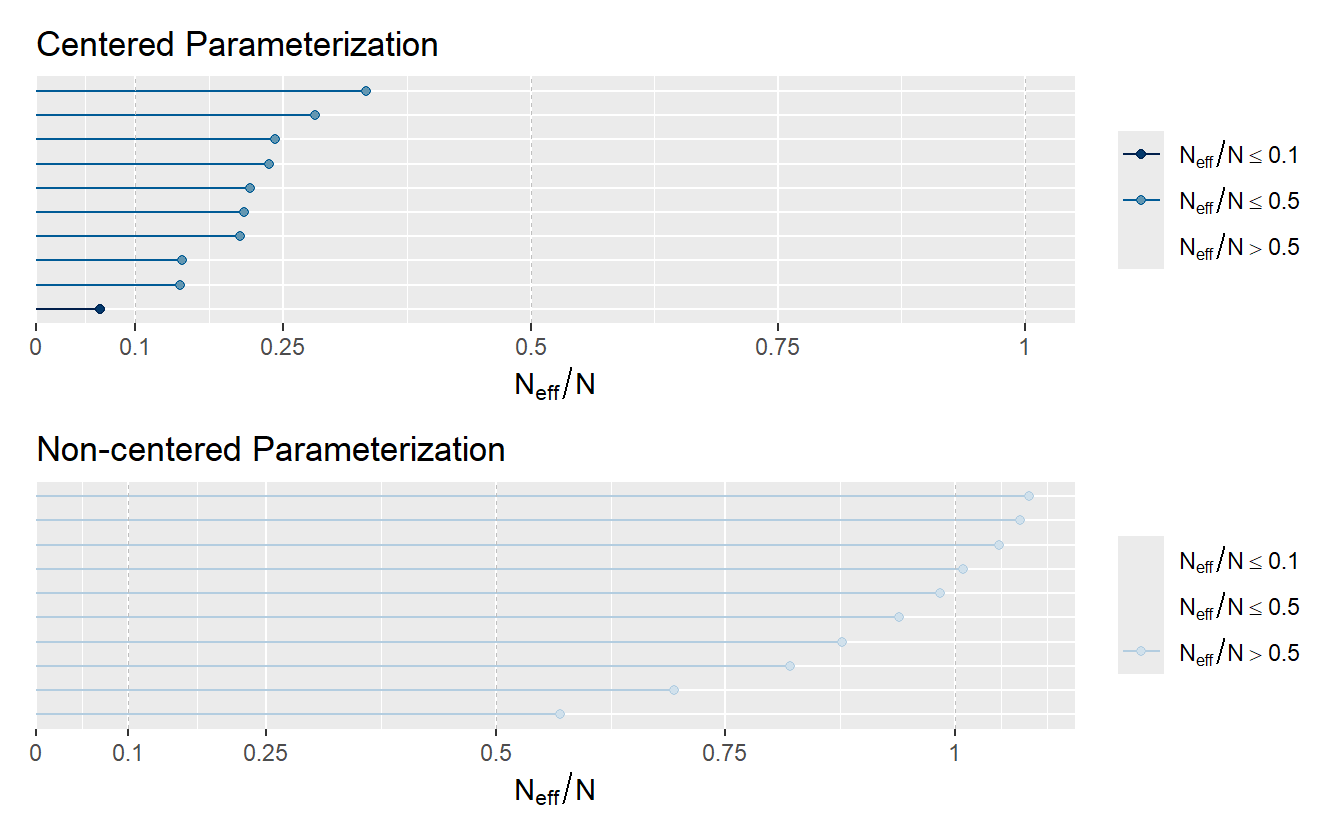 Centered Parameterization
N_eff/N ≤ 0.1
N_eff/N ≤ 0.5
N_eff/N > 0.5
0 0.1 0.25 0.5 0.75 1
N_eff/N
Non-centered Parameterization
N_eff/N ≤ 0.1
N_eff/N ≤ 0.5
N_eff/N > 0.5
0 0.1 0.25 0.5 0.75 1
N_eff/N